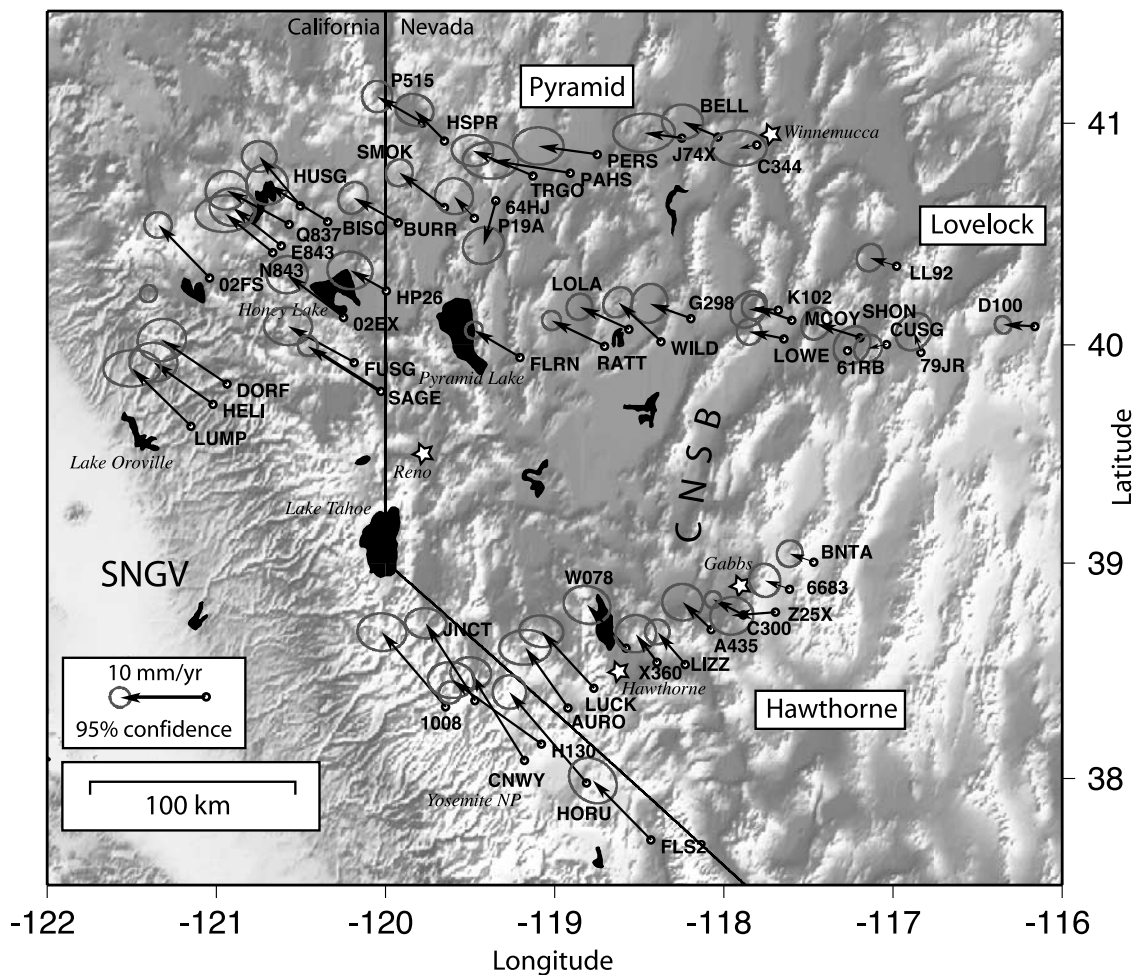 California Nevada
P515
Pyramid
BELL
41
HSPR
Winnemucca
SMOK
J74X
C344
PERS
HUSG
PAHS
TRGO
64HJ
Lovelock
Q837
BISC
BURR
P19A
E843
N843
LL92
02FS
HP26
LOLA
G298
K102
SHON
D100
Honey Lake
02EX
MCOY
CUSG
40
FUSG
Pyramid Lake
FLRN
RATT
WILD
LOWE
61RB
79JR
SAGE
DORF
HELI
LUMP
CNSB
Lake Oroville
Reno
Latitude
Lake Tahoe
SNGV
Gabbs
BNTA
39
W078
6683
JNCT
Z25X
C300
A435
10 mm/yr
X360
LIZZ
95% confidence
Hawthorne
LUCK
Hawthorne
1008
AURO
H130
CNWY
38
100 km
Yosemite NP
HORU
FLS2
-122 -121 -120 -119 -118 -117 -116
Longitude